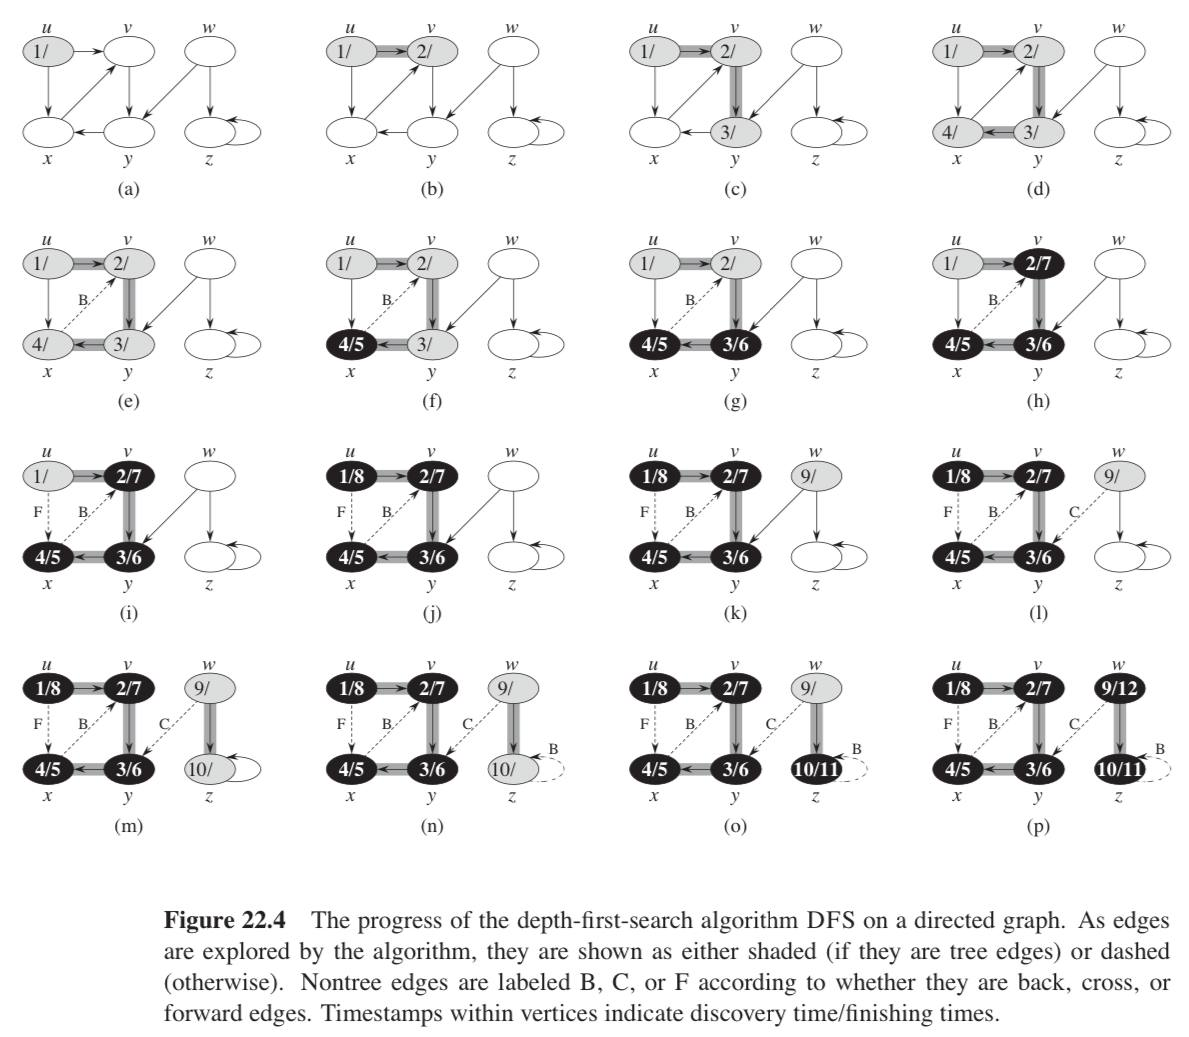 u v w u v w u v w u v w
1/ 1/ 2/ 1/ 2/ 1/ 2/
3/ 4/ 3/
x y z x y z x y z x y z
(a) (b) (c) (d)
u v w u v w u v w u v w
1/ 2/ 1/ 2/ 1/ 2/ 1/ 2/7
B B B B
4/ 3/ 4/5 3/ 4/5 3/6 4/5 3/6
x y z x y z x y z x y z
(e) (f) (g) (h)
u v w u v w u v w u v w
1/ 2/7 1/8 2/7 1/8 2/7 9/ 1/8 2/7 9/
F B F B F B F B C
4/5 3/6 4/5 3/6 4/5 3/6 4/5 3/6
x y z x y z x y z x y z
(i) (j) (k) (l)
u v w u v w u v w u v w
1/8 2/7 9/ 1/8 2/7 9/ 1/8 2/7 9/ 1/8 2/7 9/12
F B C F B C B F B C B F B C B
4/5 3/6 10/ 4/5 3/6 10/ 4/5 3/6 10/11 4/5 3/6 10/11
x y z x y z x y z x y z
(m) (n) (o) (p)
Figure 22.4 The progress of the depth-first-search algorithm DFS on a directed graph. As edges
are explored by the algorithm, they are shown as either shaded (if they are tree edges) or dashed
(otherwise). Nontree edges are labeled B, C, or F according to whether they are back, cross, or
forward edges. Timestamps within vertices indicate discovery time/finishing times.